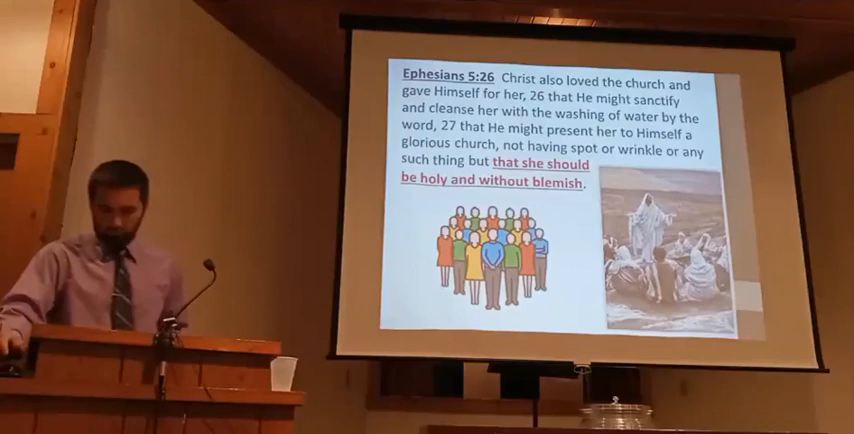 Ephesians 5:26 Christ also loved the church and
gave Himself for her, 26 that He might sanctify
and cleanse her with the washing of water by the
word, 27 that He might present her to Himself a
glorious church, not having spot or wrinkle or any
such thing but that she should
be holy and without blemish.